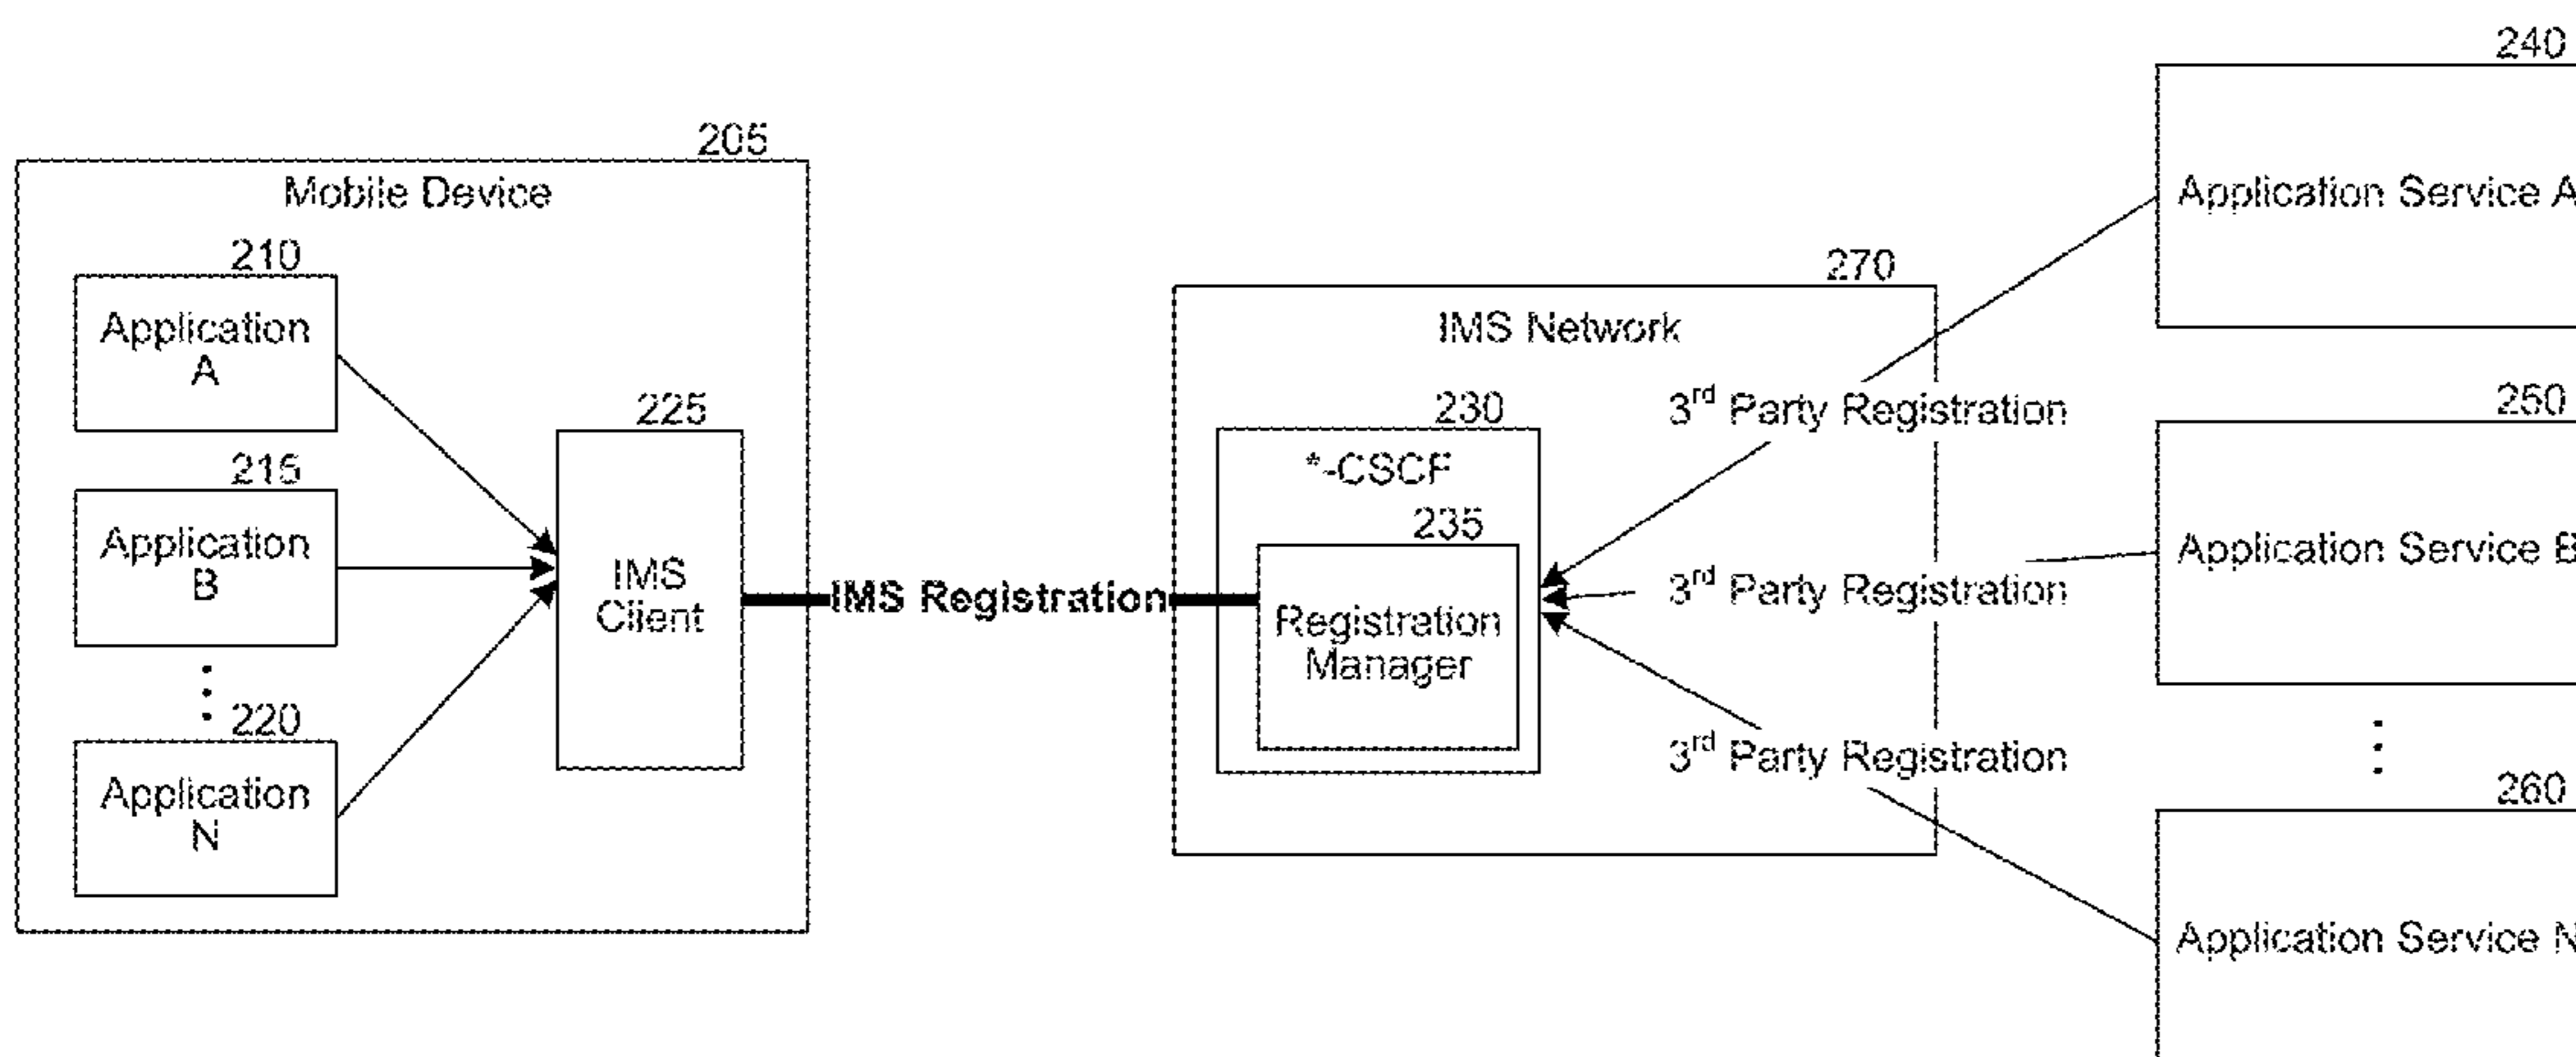 240
205
Mobile Device
Application Service A
210
270
Application
A
IMS Network
225
230
3rd Party Registration
250
*-CSCF
215
235
Application
B
IMS
Client
IMS Registration
3rd Party Registration
Application Service B
Registration
Manager
220
3rd Party Registration
260
Application
N
Application Service N